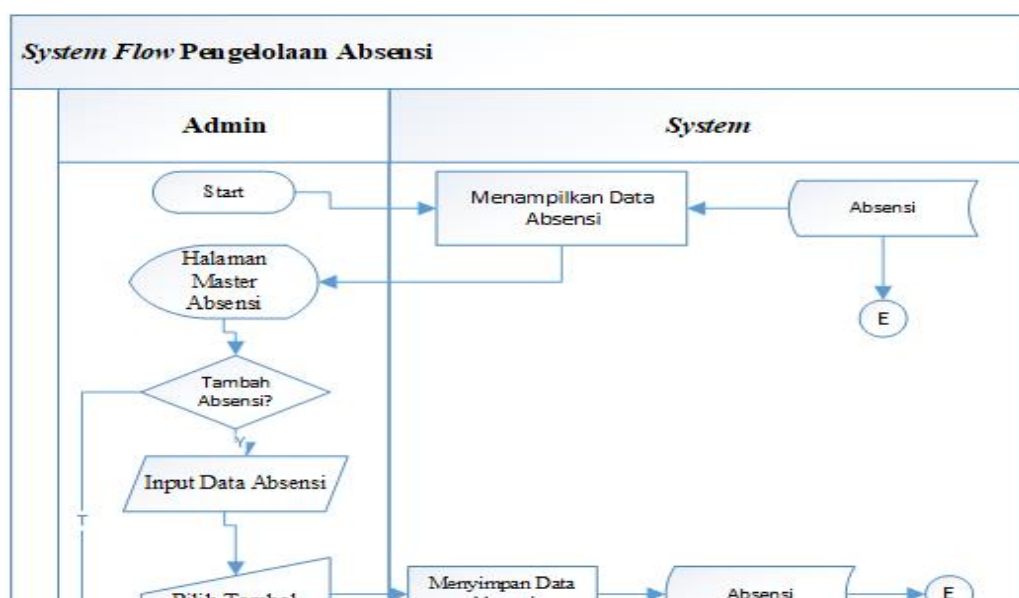 System Flow Pengelolaan Absensi
Admin
System
Start
Menampilkan Data
Absensi
Absensi
Halaman
Master
Absensi
E
Tambah
Absensi?
Y
Input Data Absensi
T
Menyimpan Data
Absensi
E